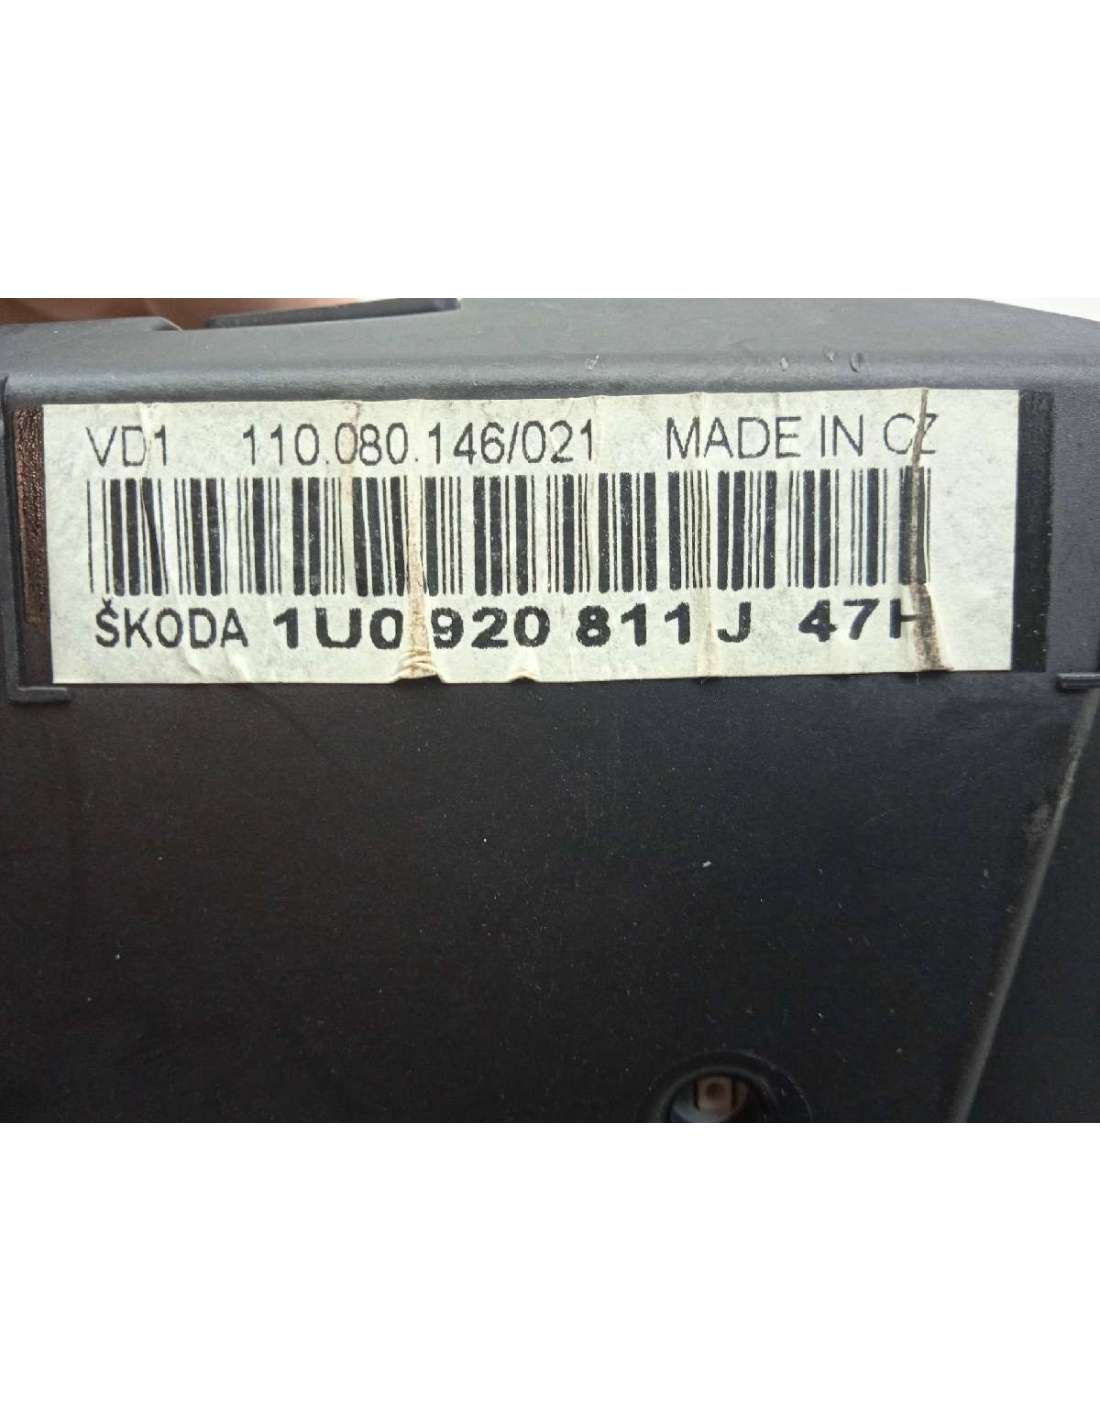 VD1 110.080.146/021 MADE IN CZ
ŠKODA 1U0 920 811 J 47H